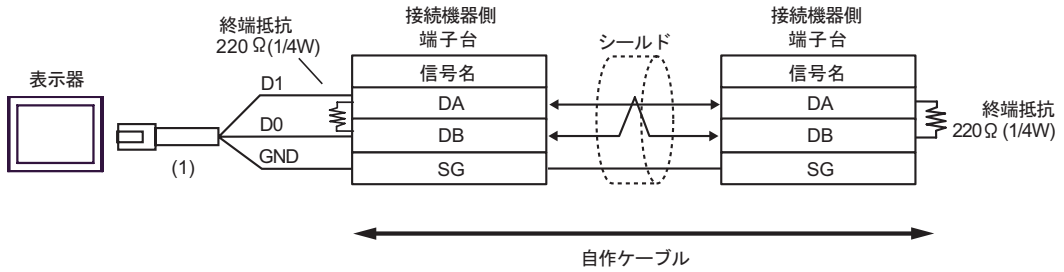 表示器
(1)
D1
D0
GND
終端抵抗
220 Ω(1/4W)
接続機器側
端子台
信号名
DA
DB
SG
シールド
接続機器側
端子台
信号名
DA
DB
SG
終端抵抗
220Ω (1/4W)
自作ケーブル